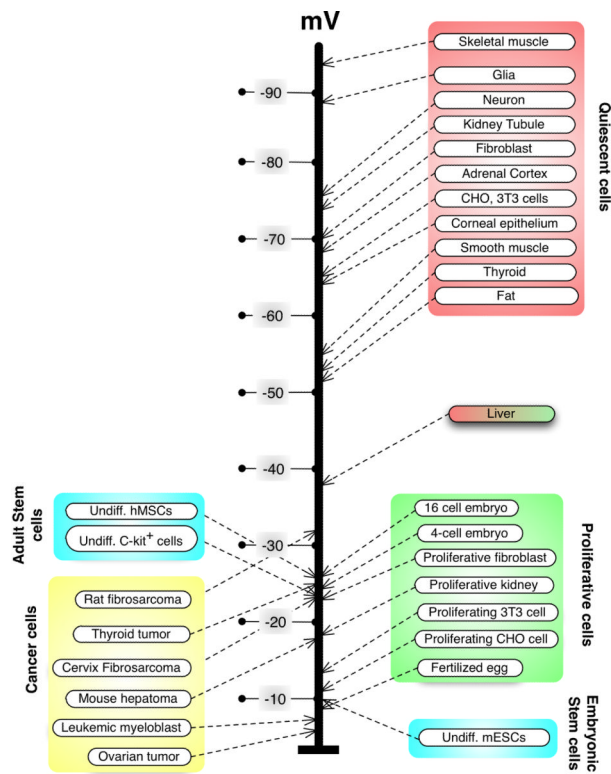 mV
-90
-80
-70
-60
-50
-40
-30
-20
-10
Quiescent cells
Skeletal muscle
Glia
Neuron
Kidney Tubule
Fibroblast
Adrenal Cortex
CHO, 3T3 cells
Corneal epithelium
Smooth muscle
Thyroid
Fat
Liver
Adult Stem
cells
Undiff. hMSCs
Undiff. C-kit+ cells
Cancer cells
Rat fibrosarcoma
Thyroid tumor
Cervix Fibrosarcoma
Mouse hepatoma
Leukemic myeloblast
Ovarian tumor
Proliferative cells
16 cell embryo
4-cell embryo
Proliferative fibroblast
Proliferative kidney
Proliferating 3T3 cell
Proliferating CHO cell
Fertilized egg
Embryonic
Stem cells
Undiff. mESCs